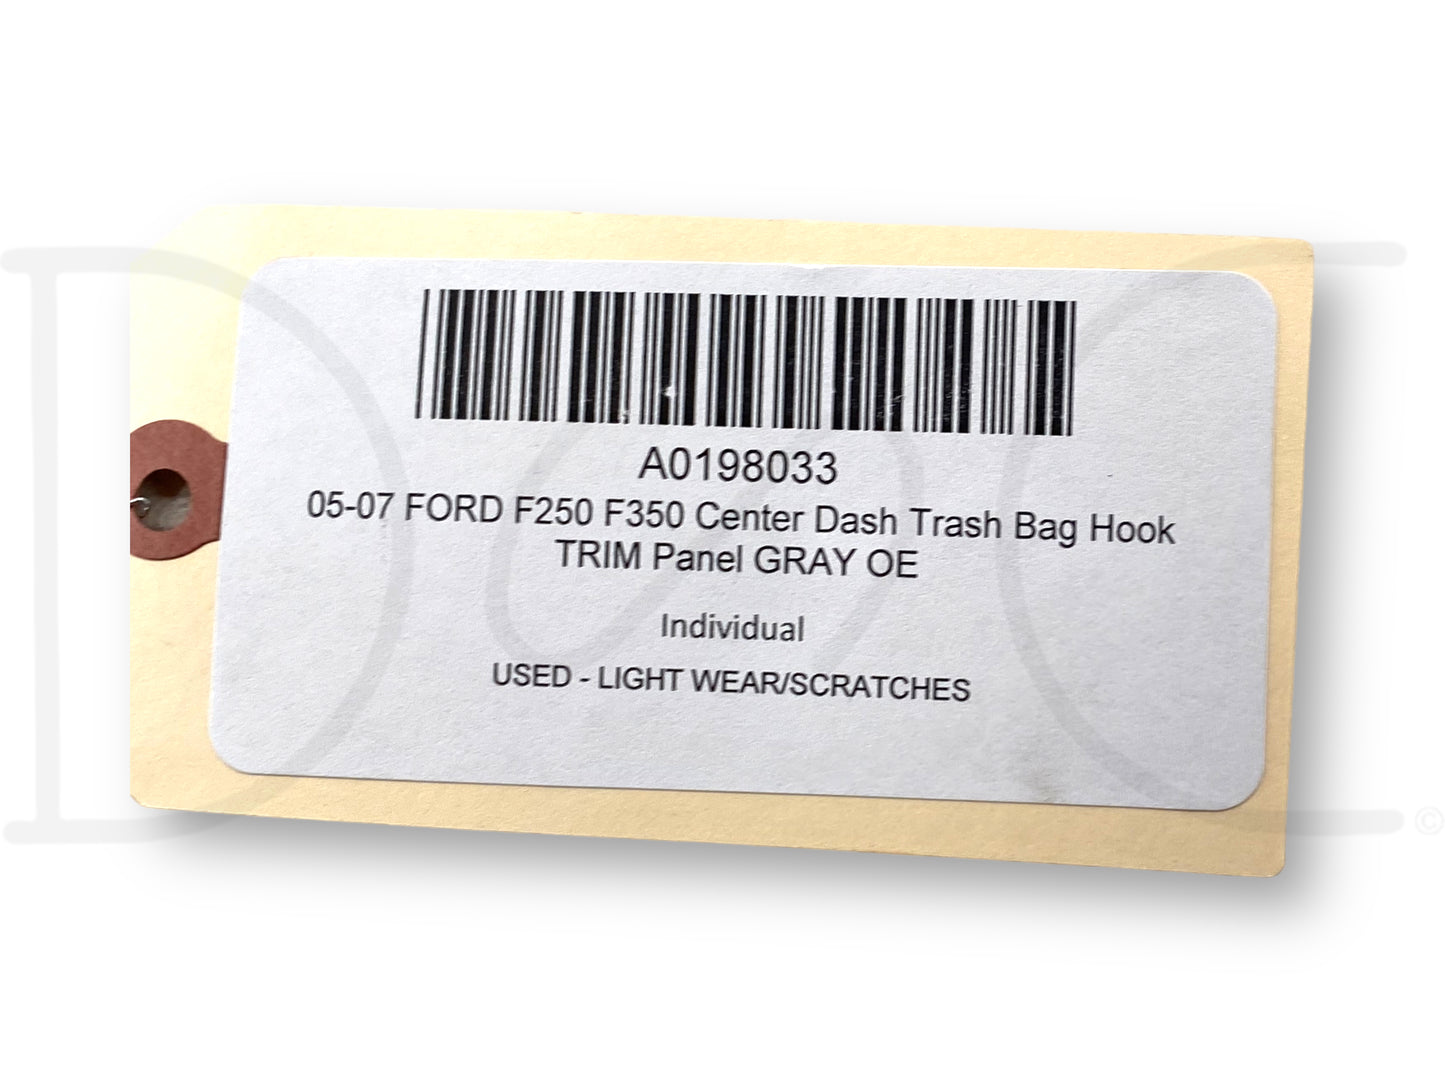 A0198033
05-07 FORD F250 F350 Center Dash Trash Bag Hook
TRIM Panel GRAY OE
Individual
USED - LIGHT WEAR/SCRATCHES
D&C ©